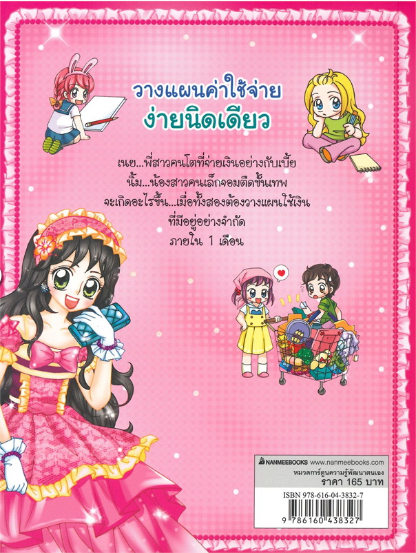 วางแผนค่าใช้จ่าย
ง่ายนิดเดียว
เนย...พี่สาวคนโตที่จ่ายเงินอย่างกับเบี้ย
นิ้ม...น้องสาวคนเล็กจอมตืดขั้นเทพ
จะเกิดอะไรขึ้น...เมื่อทั้งสองต้องวางแผนใช้เงิน
ที่มีอยู่อย่างจำกัด
ภายใน 1 เดือน
NANMEEBOOKS www.nanmeebooks.com
หมวดการ์ตูนความรู้พัฒนาตนเอง
ราคา 165 บาท
ISBN 978-616-04-3832-7
9 786160 438327